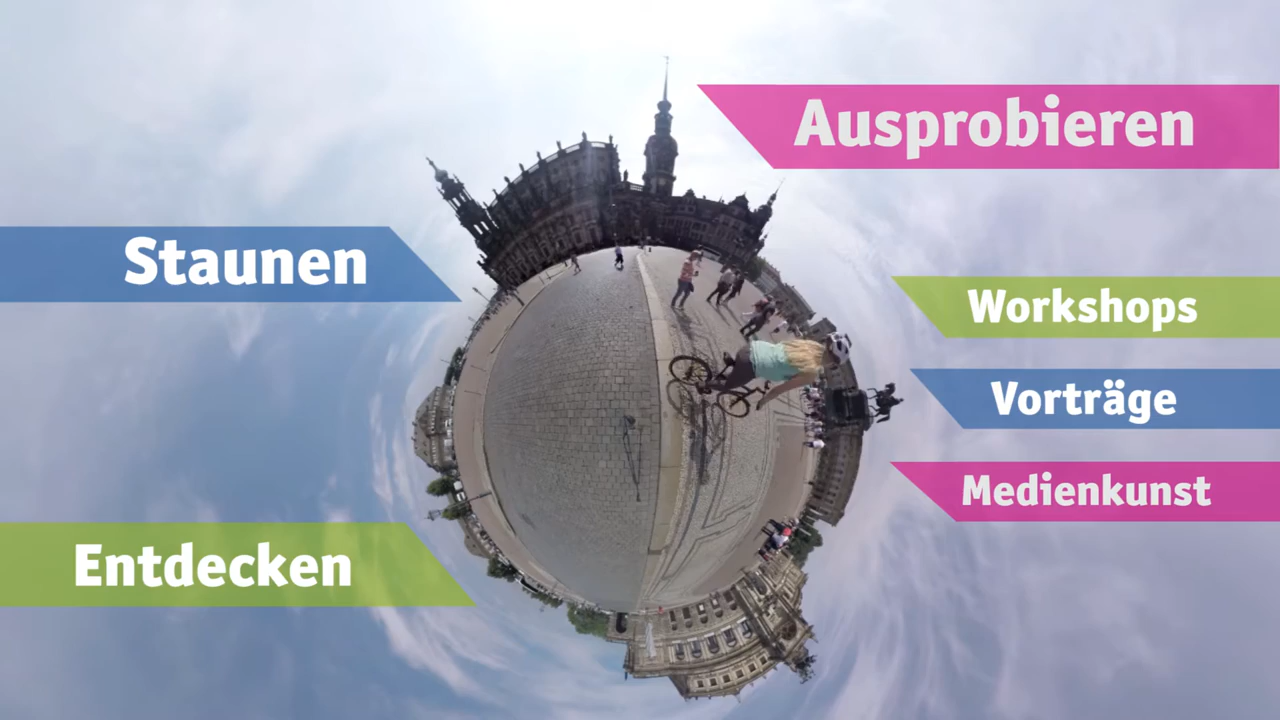 Ausprobieren
Staunen
Workshops
Vorträge
Medienkunst
Entdecken